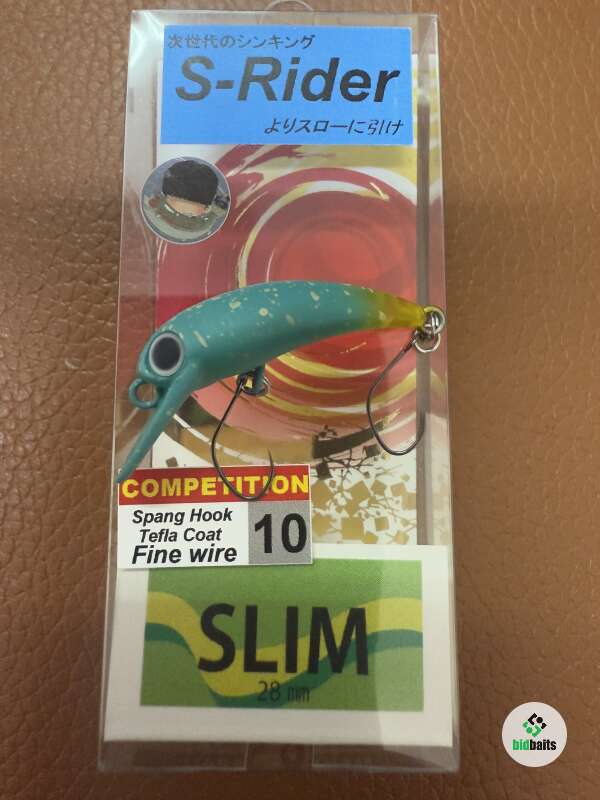 次世代のシンキング
S-Rider
よりスローに引け
COMPETITION
Spang Hook
Tefla Coat
Fine wire
10
SLIM
28 mm
bidbaits